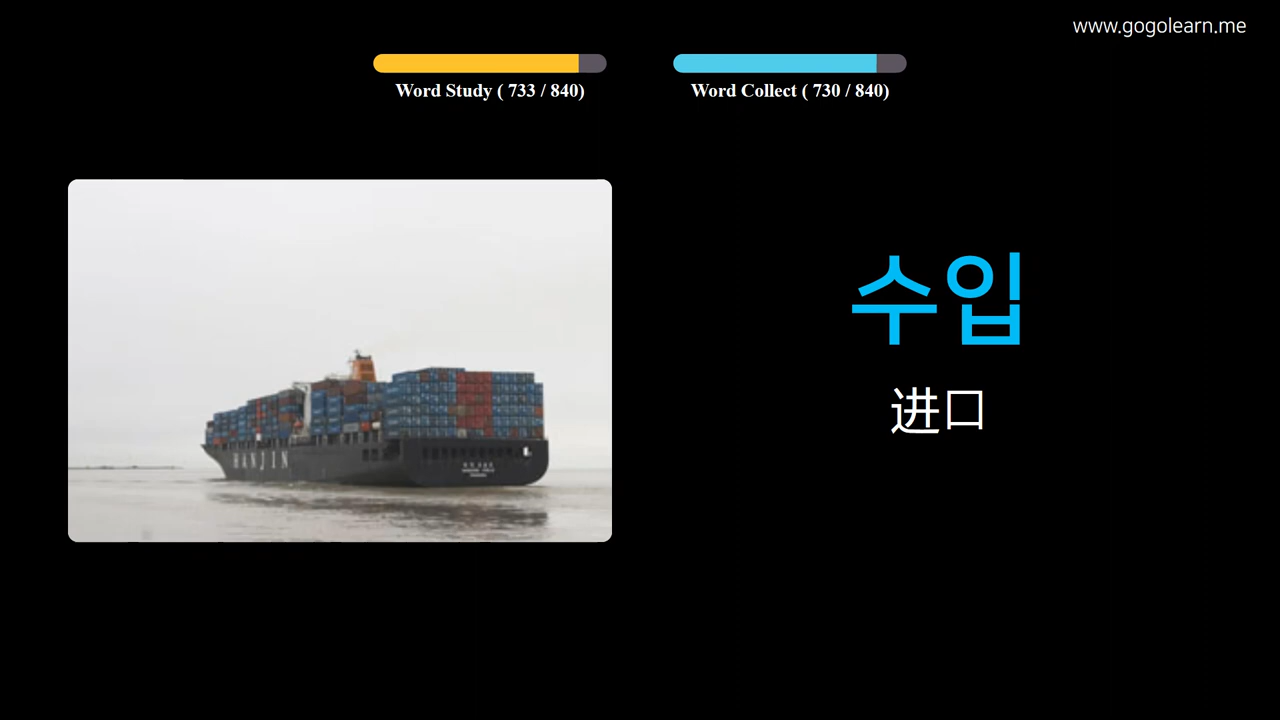 www.gogolearn.me
Word Study ( 733 / 840)
Word Collect ( 730 / 840)
수입
进口
HANJIN